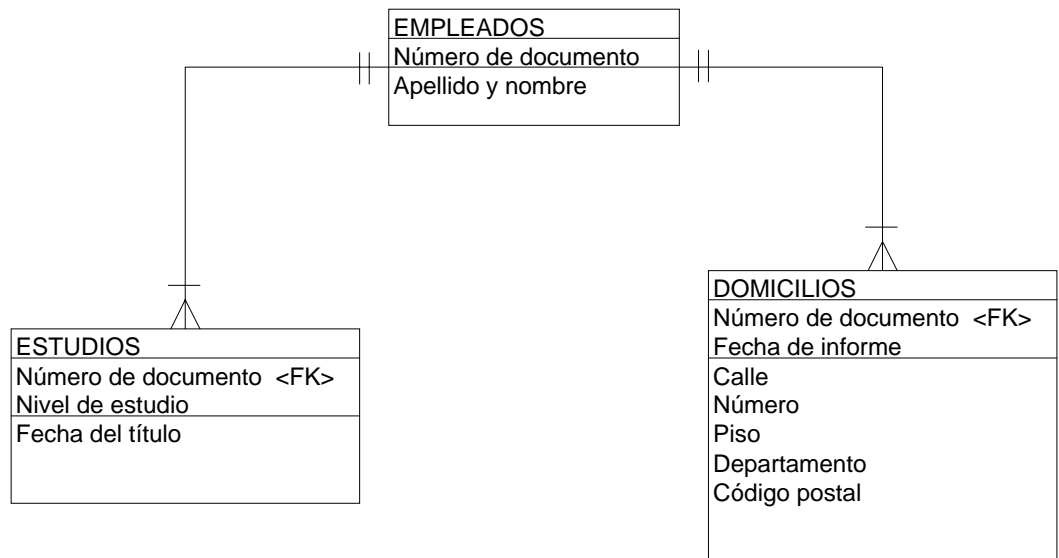 EMPLEADOS
Número de documento
Apellido y nombre
ESTUDIOS
Número de documento <FK>
Nivel de estudio
Fecha del título
DOMICILIOS
Número de documento <FK>
Fecha de informe
Calle
Número
Piso
Departamento
Código postal